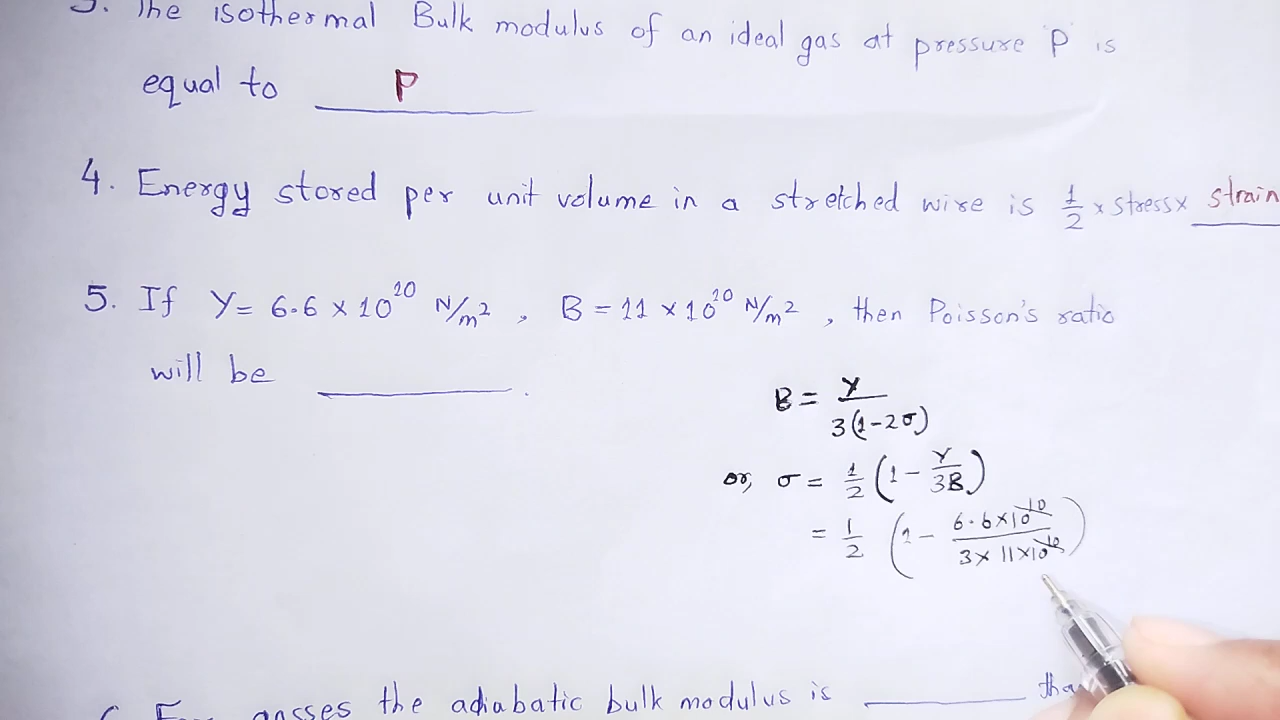 3. The isothermal Bulk modulus of an ideal gas at pressure P is
equal to P
4. Energy stored per unit volume in a stretched wire is 1/2 × stress × strain
5. If Y = 6.6 × 10²⁰ N/m², B = 11 × 10²⁰ N/m², then Poisson's ratio
will be ________.
B = Y / 3(1-2σ)
or, σ = 1/2 (1 - Y/3B)
= 1/2 (1 - 6.6×10¹⁰ / 3×11×10¹⁰)
gasses the adiabatic bulk modulus is ________